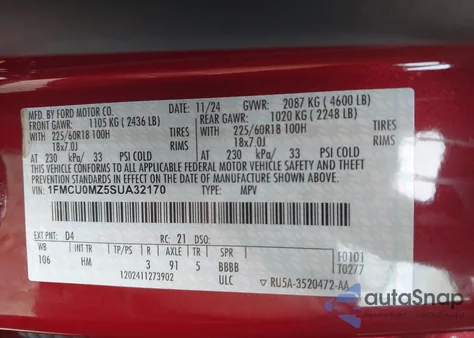 MFD. BY FORD MOTOR CO. 11/24 GVWR: 2087 KG (4600 LB)
FRONT GAWR: 1105 KG (2436 LB) REAR GAWR: 1020 KG (2248 LB)
WITH 225/60R18 100H TIRES WITH 225/60R18 100H TIRES
18x7.0J RIMS 18x7.0J RIMS
AT 230 kPa/ 33 PSI COLD AT 230 kPa/ 33 PSI COLD
THIS VEHICLE CONFORMS TO ALL APPLICABLE FEDERAL MOTOR VEHICLE SAFETY AND THEFT
PREVENTION STANDARDS IN EFFECT ON THE DATE OF MANUFACTURE SHOWN ABOVE.
VIN: 1FMCU0MZ5SUA32170 TYPE: MPV
EXT PNT: D4 RC: 21 DSO:
WB INT TR TP/PS R AXLE TR SPR F0101
106 HM 3 91 5 BBBB T0277
1202411273902 ULC ▽ RU5A-3520472-AA
autoSnap